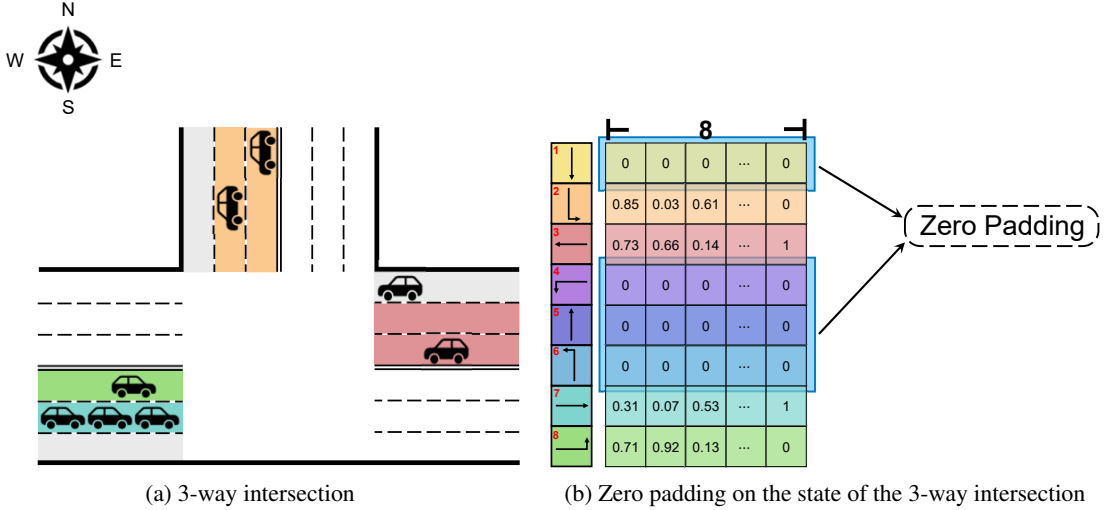 N
W E
S
8
1 0 0 0 ... 0
2 0.85 0.03 0.61 ... 0
3 0.73 0.66 0.14 ... 1
4 0 0 0 ... 0
5 0 0 0 ... 0
6 0 0 0 ... 0
7 0.31 0.07 0.53 ... 1
8 0.71 0.92 0.13 ... 0
Zero Padding
(a) 3-way intersection
(b) Zero padding on the state of the 3-way intersection